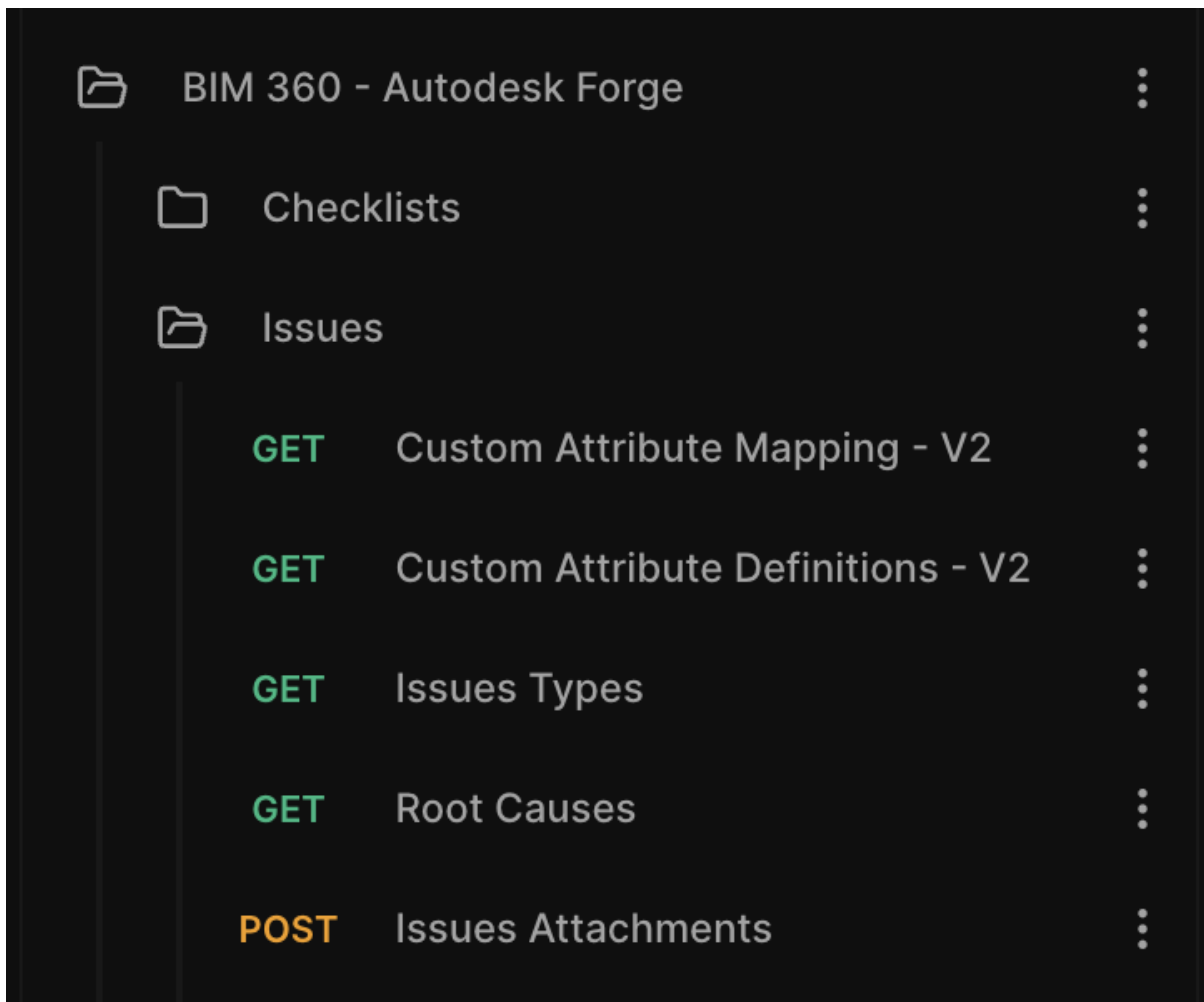 BIM 360 - Autodesk Forge
Checklists
Issues
GET Custom Attribute Mapping - V2
GET Custom Attribute Definitions - V2
GET Issues Types
GET Root Causes
POST Issues Attachments